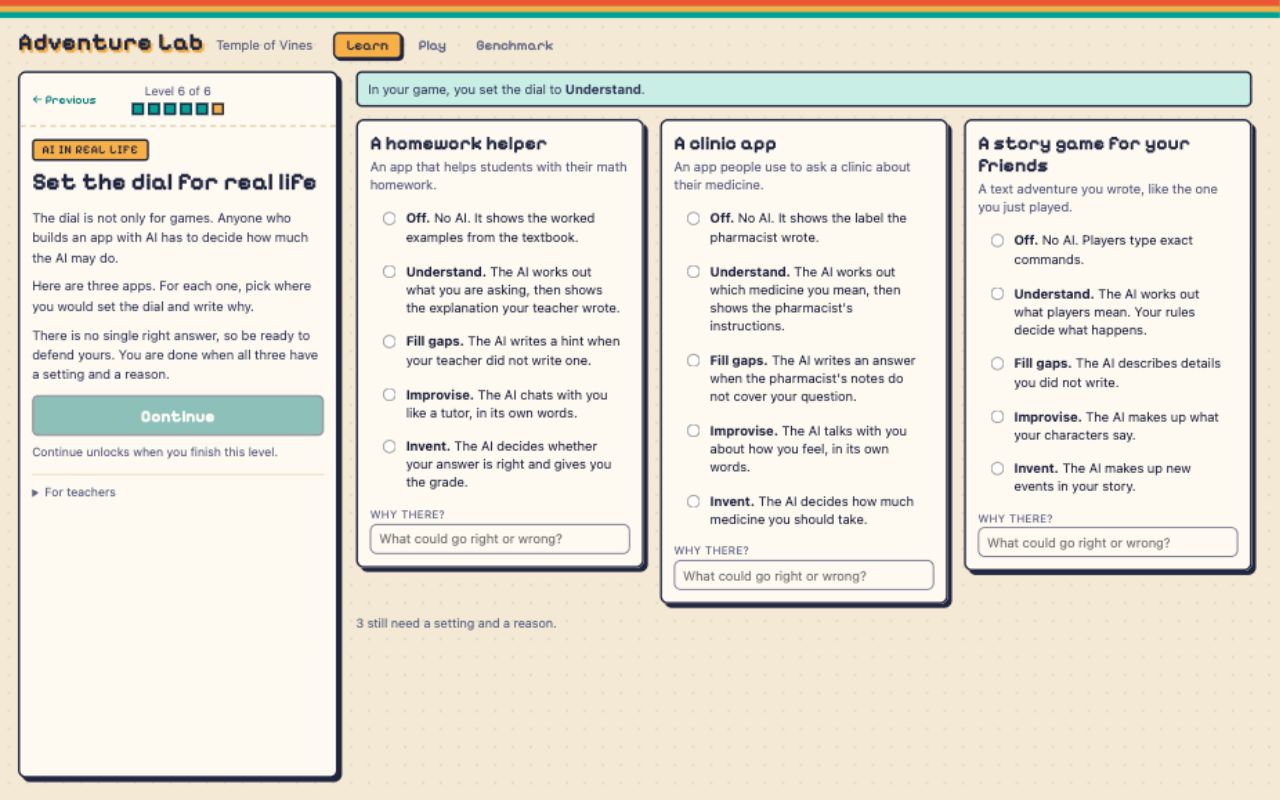 Adventure Lab Temple of Vines Learn Play Benchmark
← Previous
Level 6 of 6
AI IN REAL LIFE
Set the dial for real life
The dial is not only for games. Anyone who
builds an app with AI has to decide how much
the AI may do.
Here are three apps. For each one, pick where
you would set the dial and write why.
There is no single right answer, so be ready to
defend yours. You are done when all three have
a setting and a reason.
Continue
Continue unlocks when you finish this level.
▶ For teachers
In your game, you set the dial to Understand.
A homework helper
An app that helps students with their math
homework.
Off. No AI. It shows the worked
examples from the textbook.
Understand. The AI works out
what you are asking, then shows
the explanation your teacher wrote.
Fill gaps. The AI writes a hint when
your teacher did not write one.
Improvise. The AI chats with you
like a tutor, in its own words.
Invent. The AI decides whether
your answer is right and gives you
the grade.
WHY THERE?
What could go right or wrong?
A clinic app
An app people use to ask a clinic about
their medicine.
Off. No AI. It shows the label the
pharmacist wrote.
Understand. The AI works out
which medicine you mean, then
shows the pharmacist's
instructions.
Fill gaps. The AI writes an answer
when the pharmacist's notes do
not cover your question.
Improvise. The AI talks with you
about how you feel, in its own
words.
Invent. The AI decides how much
medicine you should take.
WHY THERE?
What could go right or wrong?
A story game for your
friends
A text adventure you wrote, like the one
you just played.
Off. No AI. Players type exact
commands.
Understand. The AI works out
what players mean. Your rules
decide what happens.
Fill gaps. The AI describes details
you did not write.
Improvise. The AI makes up what
your characters say.
Invent. The AI makes up new
events in your story.
WHY THERE?
What could go right or wrong?
3 still need a setting and a reason.